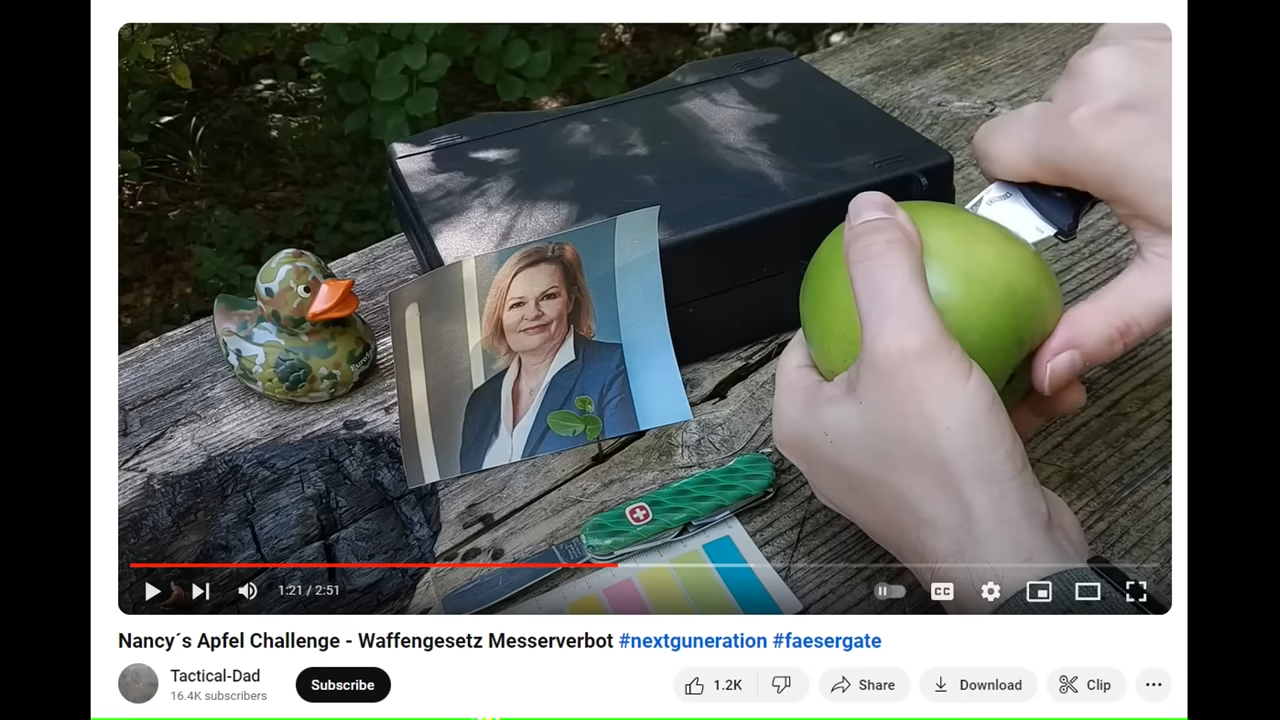 1:21 / 2:51
CC
Nancy´s Apfel Challenge - Waffengesetz Messerverbot #nextguneration #faesergate
Tactical-Dad
16.4K subscribers
Subscribe
1.2K
Share
Download
Clip